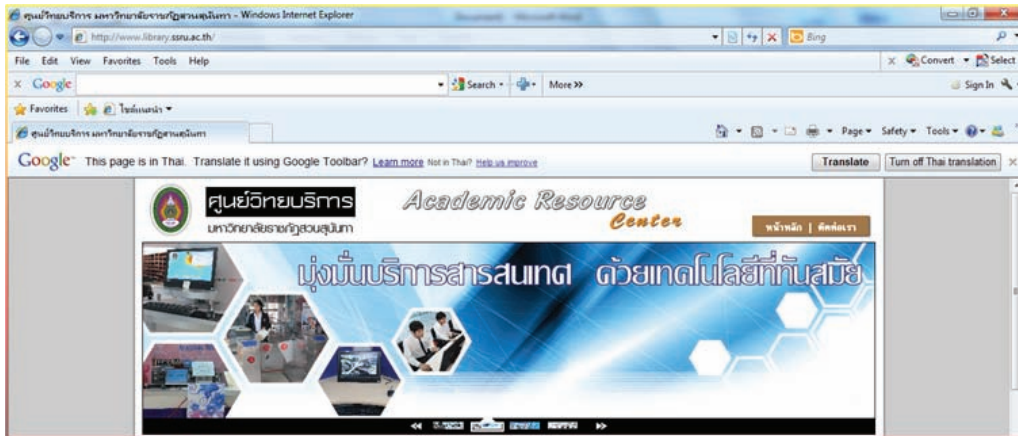 ศูนย์วิทยบริการ มหาวิทยาลัยราชภัฏสวนสุนันทา - Windows Internet Explorer
http://www.library.ssru.ac.th/
Bing
File Edit View Favorites Tools Help
x Convert Select
x Google Search More >> Sign In
Favorites ไซต์แนะนำ
ศูนย์วิทยบริการ มหาวิทยาลัยราชภัฏสวนสุนันทา
Page Safety Tools
Google This page is in Thai. Translate it using Google Toolbar? Learn more Not in Thai? Help us improve Translate Turn off Thai translation x
ศูนย์วิทยบริการ
มหาวิทยาลัยราชภัฏสวนสุนันทา
Academic Resource
Center
หน้าหลัก | ติดต่อเรา
มุ่งมั่นบริการสารสนเทศ ด้วยเทคโนโลยีที่ทันสมัย